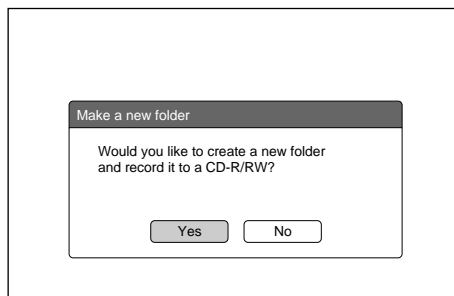 Make a new folder
Would you like to create a new folder
and record it to a CD-R/RW?
Yes No